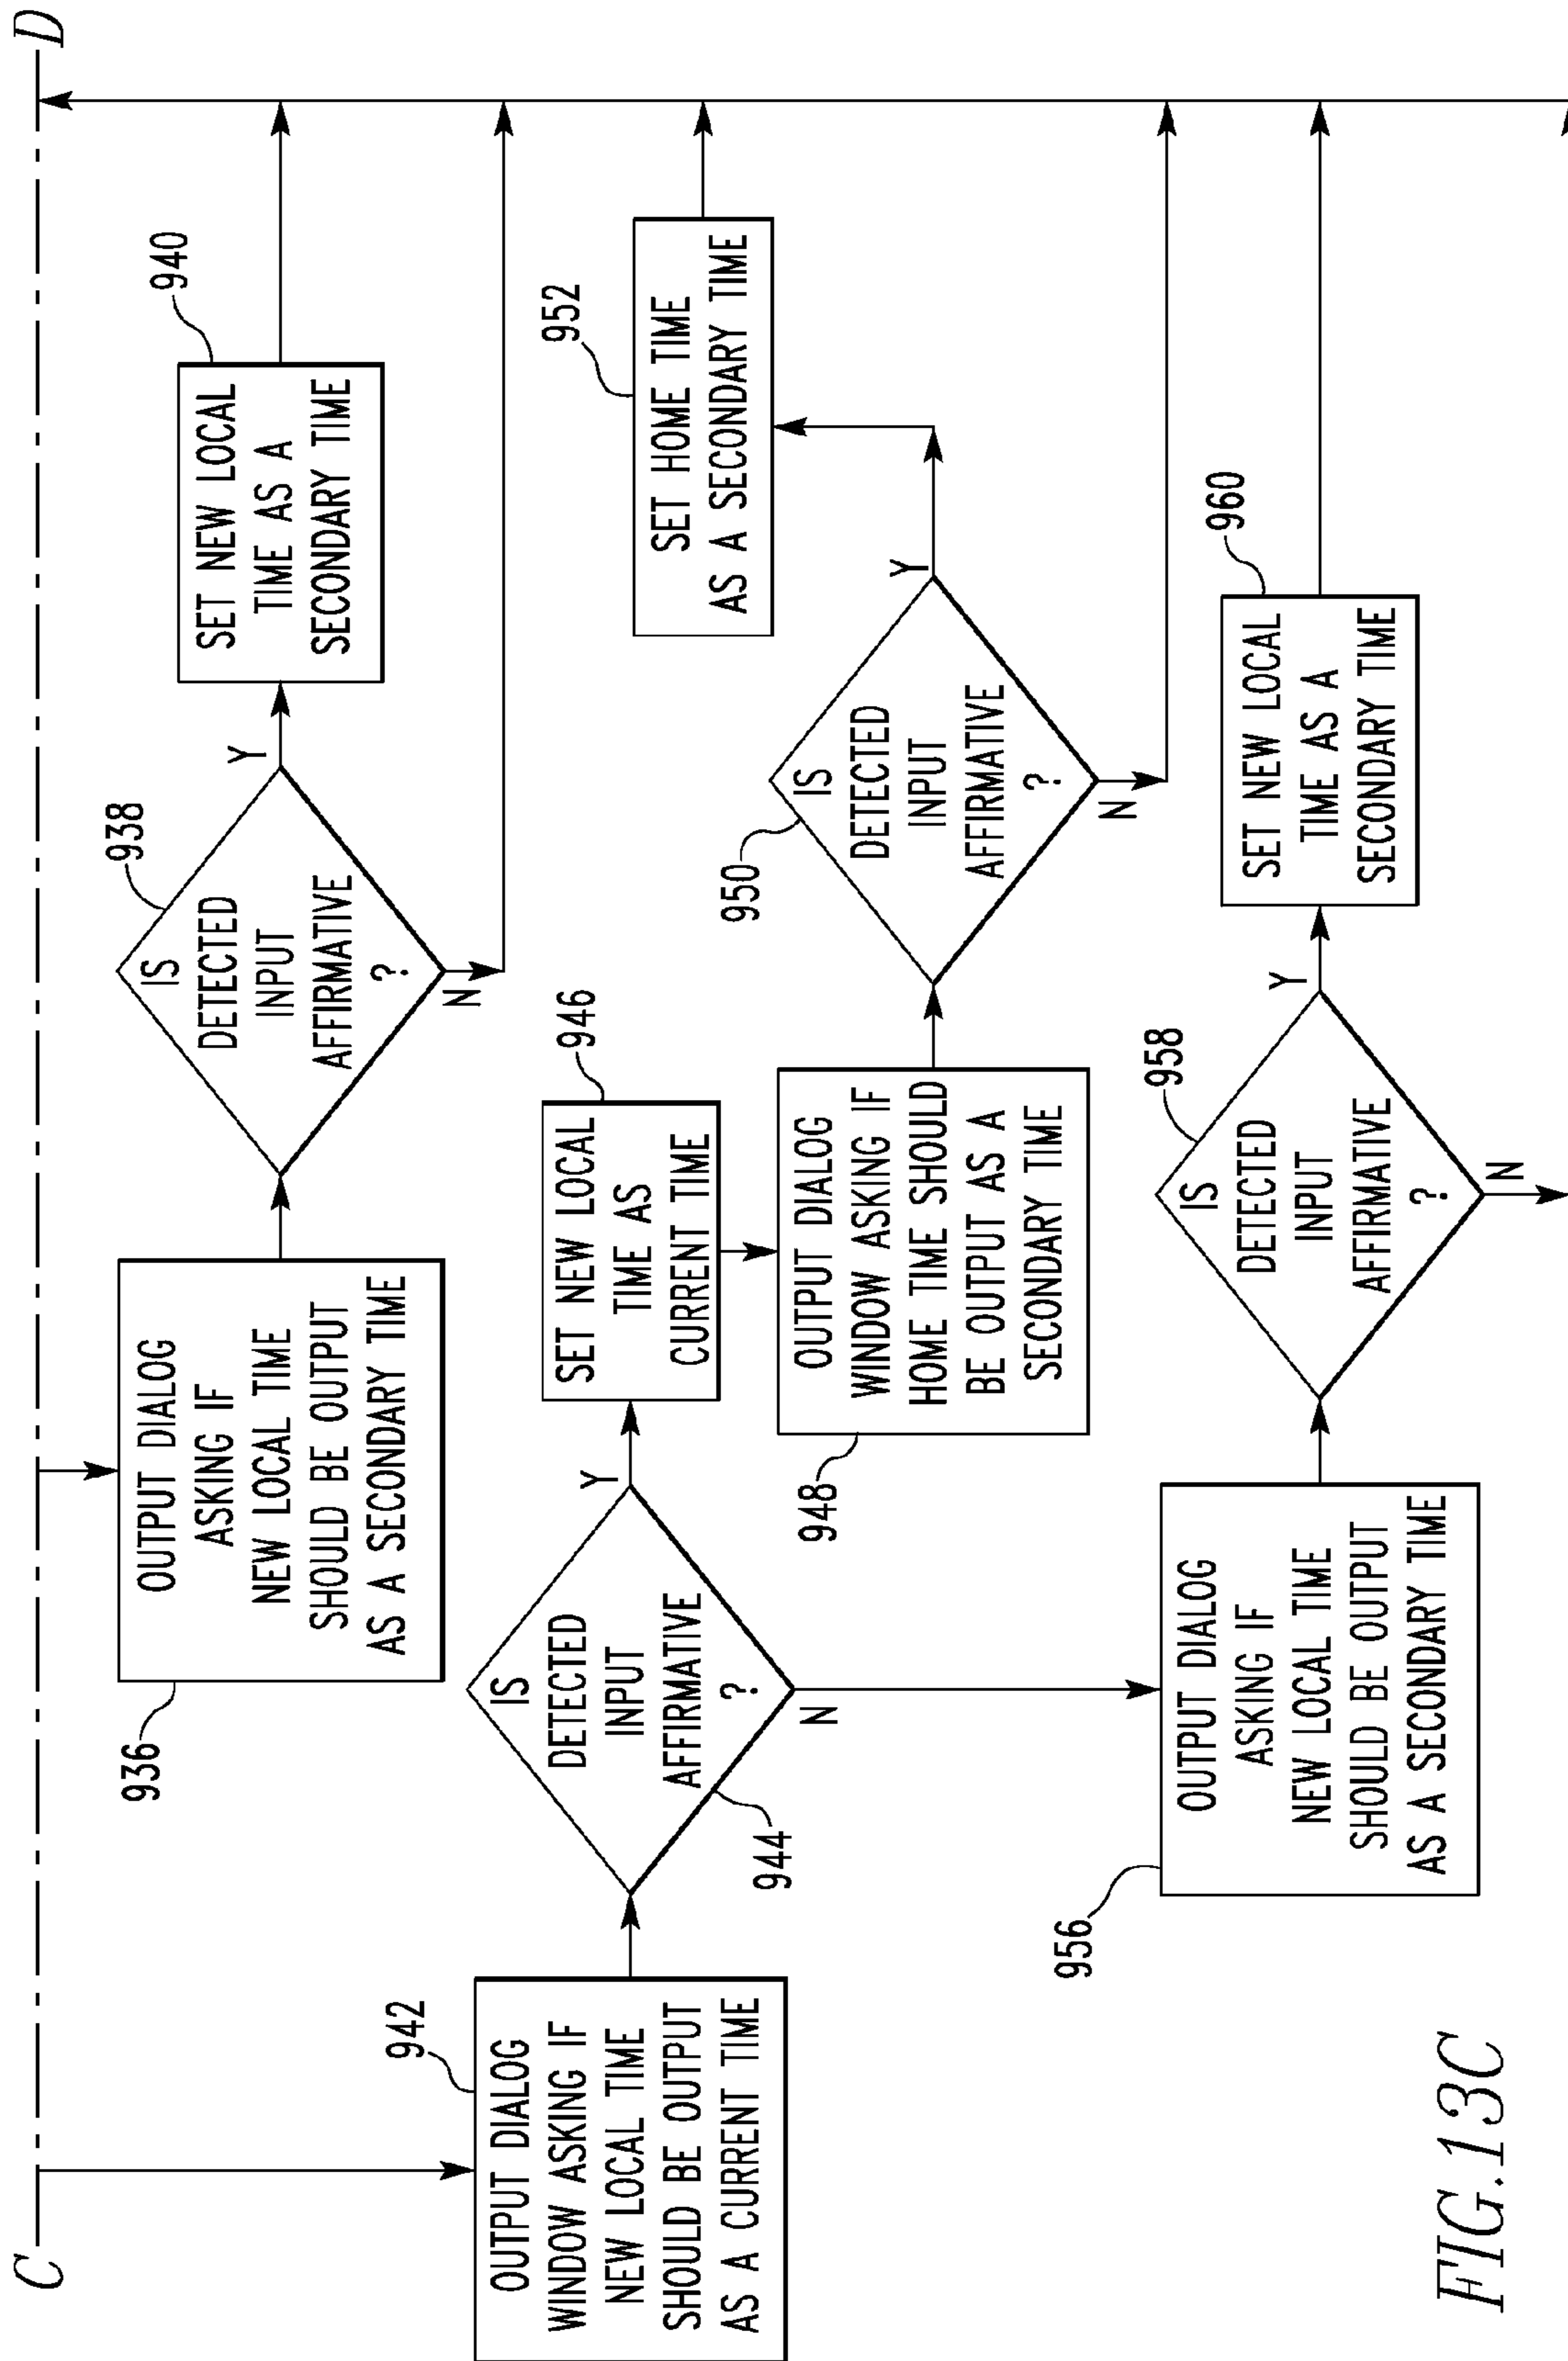 C
D
936
OUTPUT DIALOG
ASKING IF
NEW LOCAL TIME
SHOULD BE OUTPUT
AS A SECONDARY TIME
938
IS
DETECTED
INPUT
AFFIRMATIVE
?
Y
N
940
SET NEW LOCAL
TIME AS A
SECONDARY TIME
942
OUTPUT DIALOG
WINDOW ASKING IF
NEW LOCAL TIME
SHOULD BE OUTPUT
AS A CURRENT TIME
944
IS
DETECTED
INPUT
AFFIRMATIVE
?
Y
N
946
SET NEW LOCAL
TIME AS
CURRENT TIME
948
OUTPUT DIALOG
WINDOW ASKING IF
HOME TIME SHOULD
BE OUTPUT AS A
SECONDARY TIME
950
IS
DETECTED
INPUT
AFFIRMATIVE
?
Y
N
952
SET HOME TIME
AS A SECONDARY TIME
956
OUTPUT DIALOG
ASKING IF
NEW LOCAL TIME
SHOULD BE OUTPUT
AS A SECONDARY TIME
958
IS
DETECTED
INPUT
AFFIRMATIVE
?
Y
N
960
SET NEW LOCAL
TIME AS A
SECONDARY TIME
FIG.13C